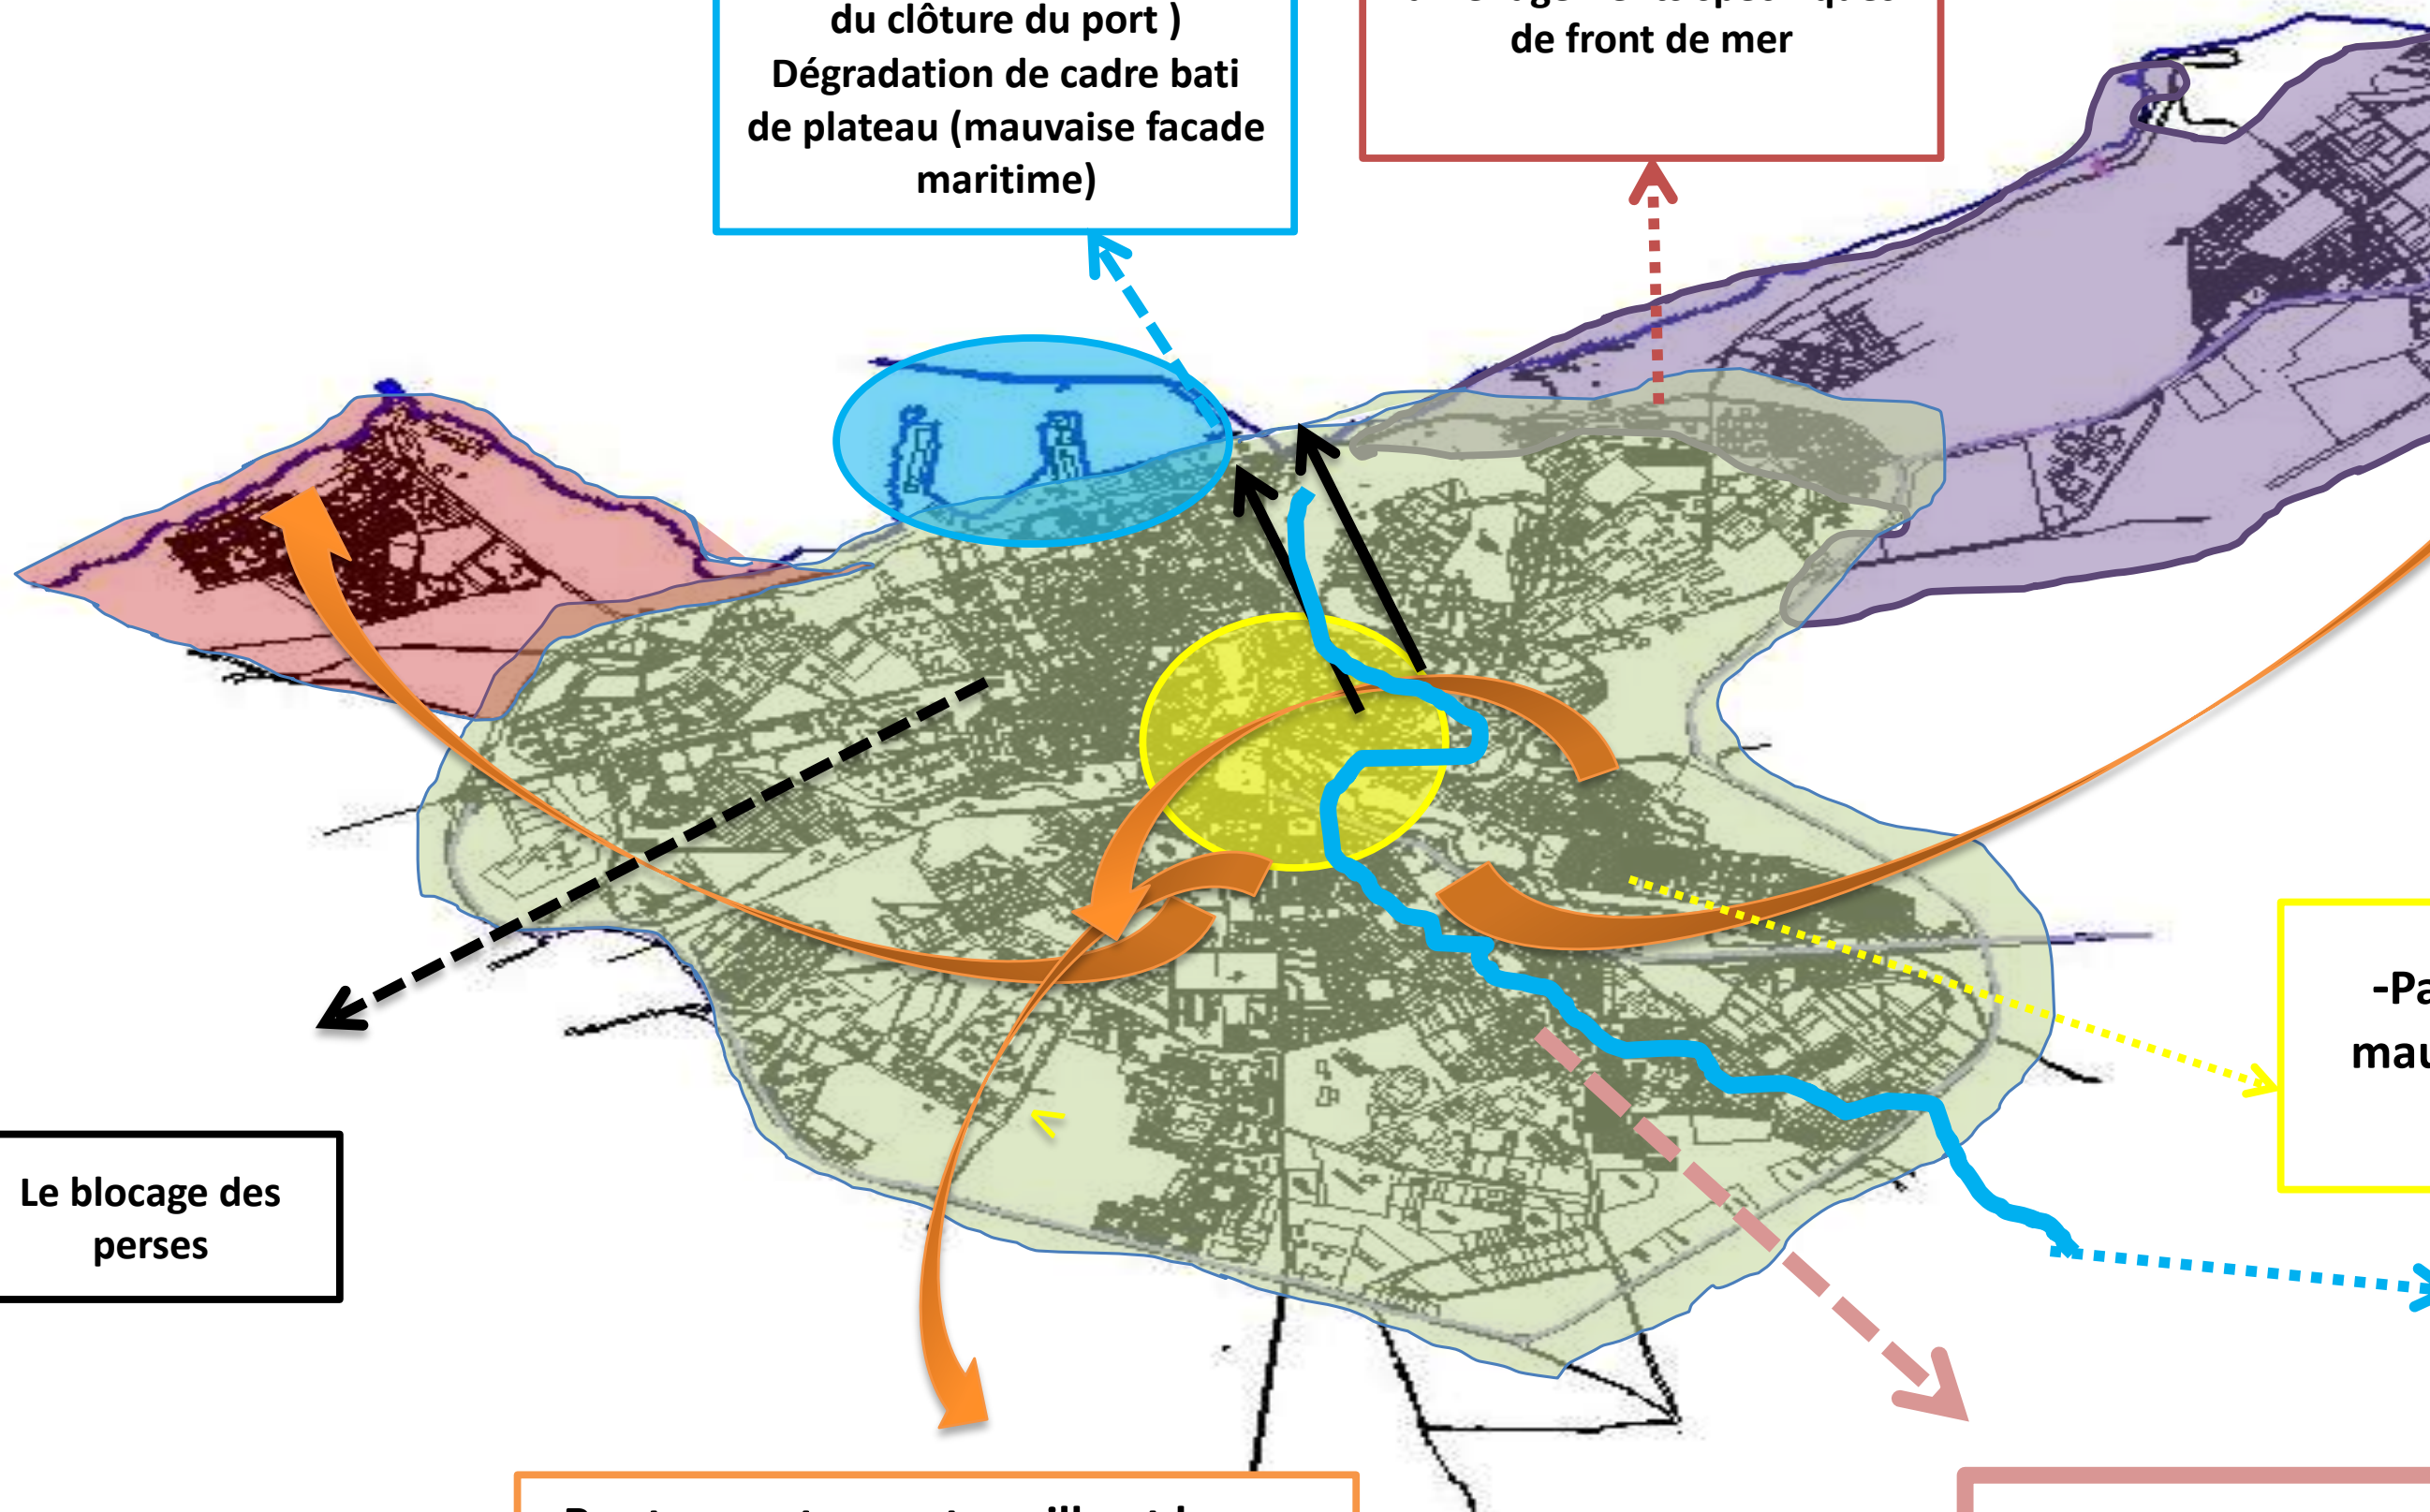 du clôture du port )
Dégradation de cadre bati
de plateau (mauvaise facade
maritime)
de front de mer
-Pa
mau
Le blocage des
perses